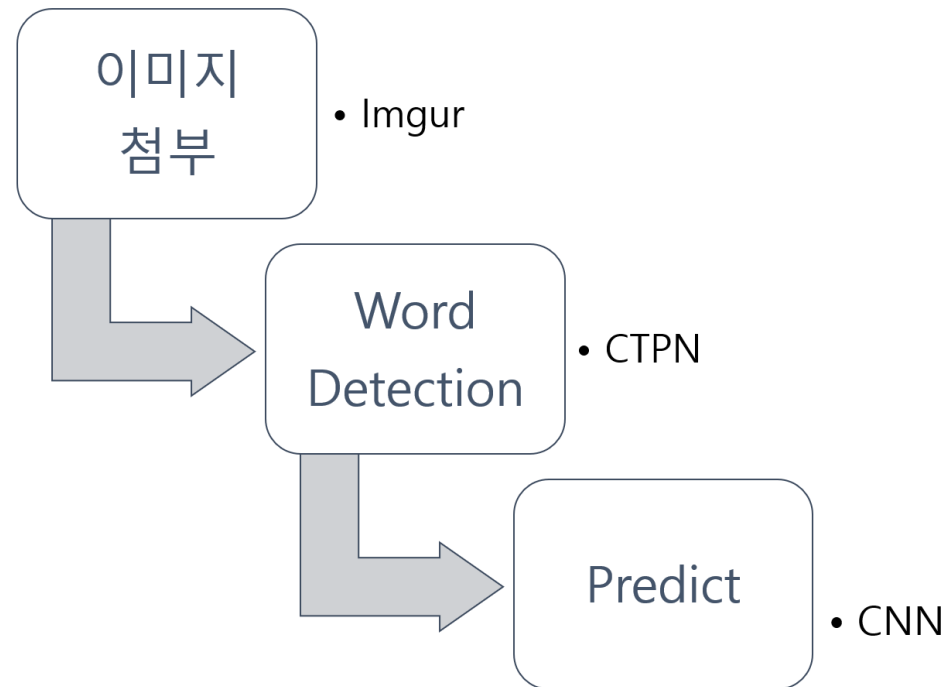 이미지
첨부
• Imgur
Word
Detection
• CTPN
Predict
• CNN